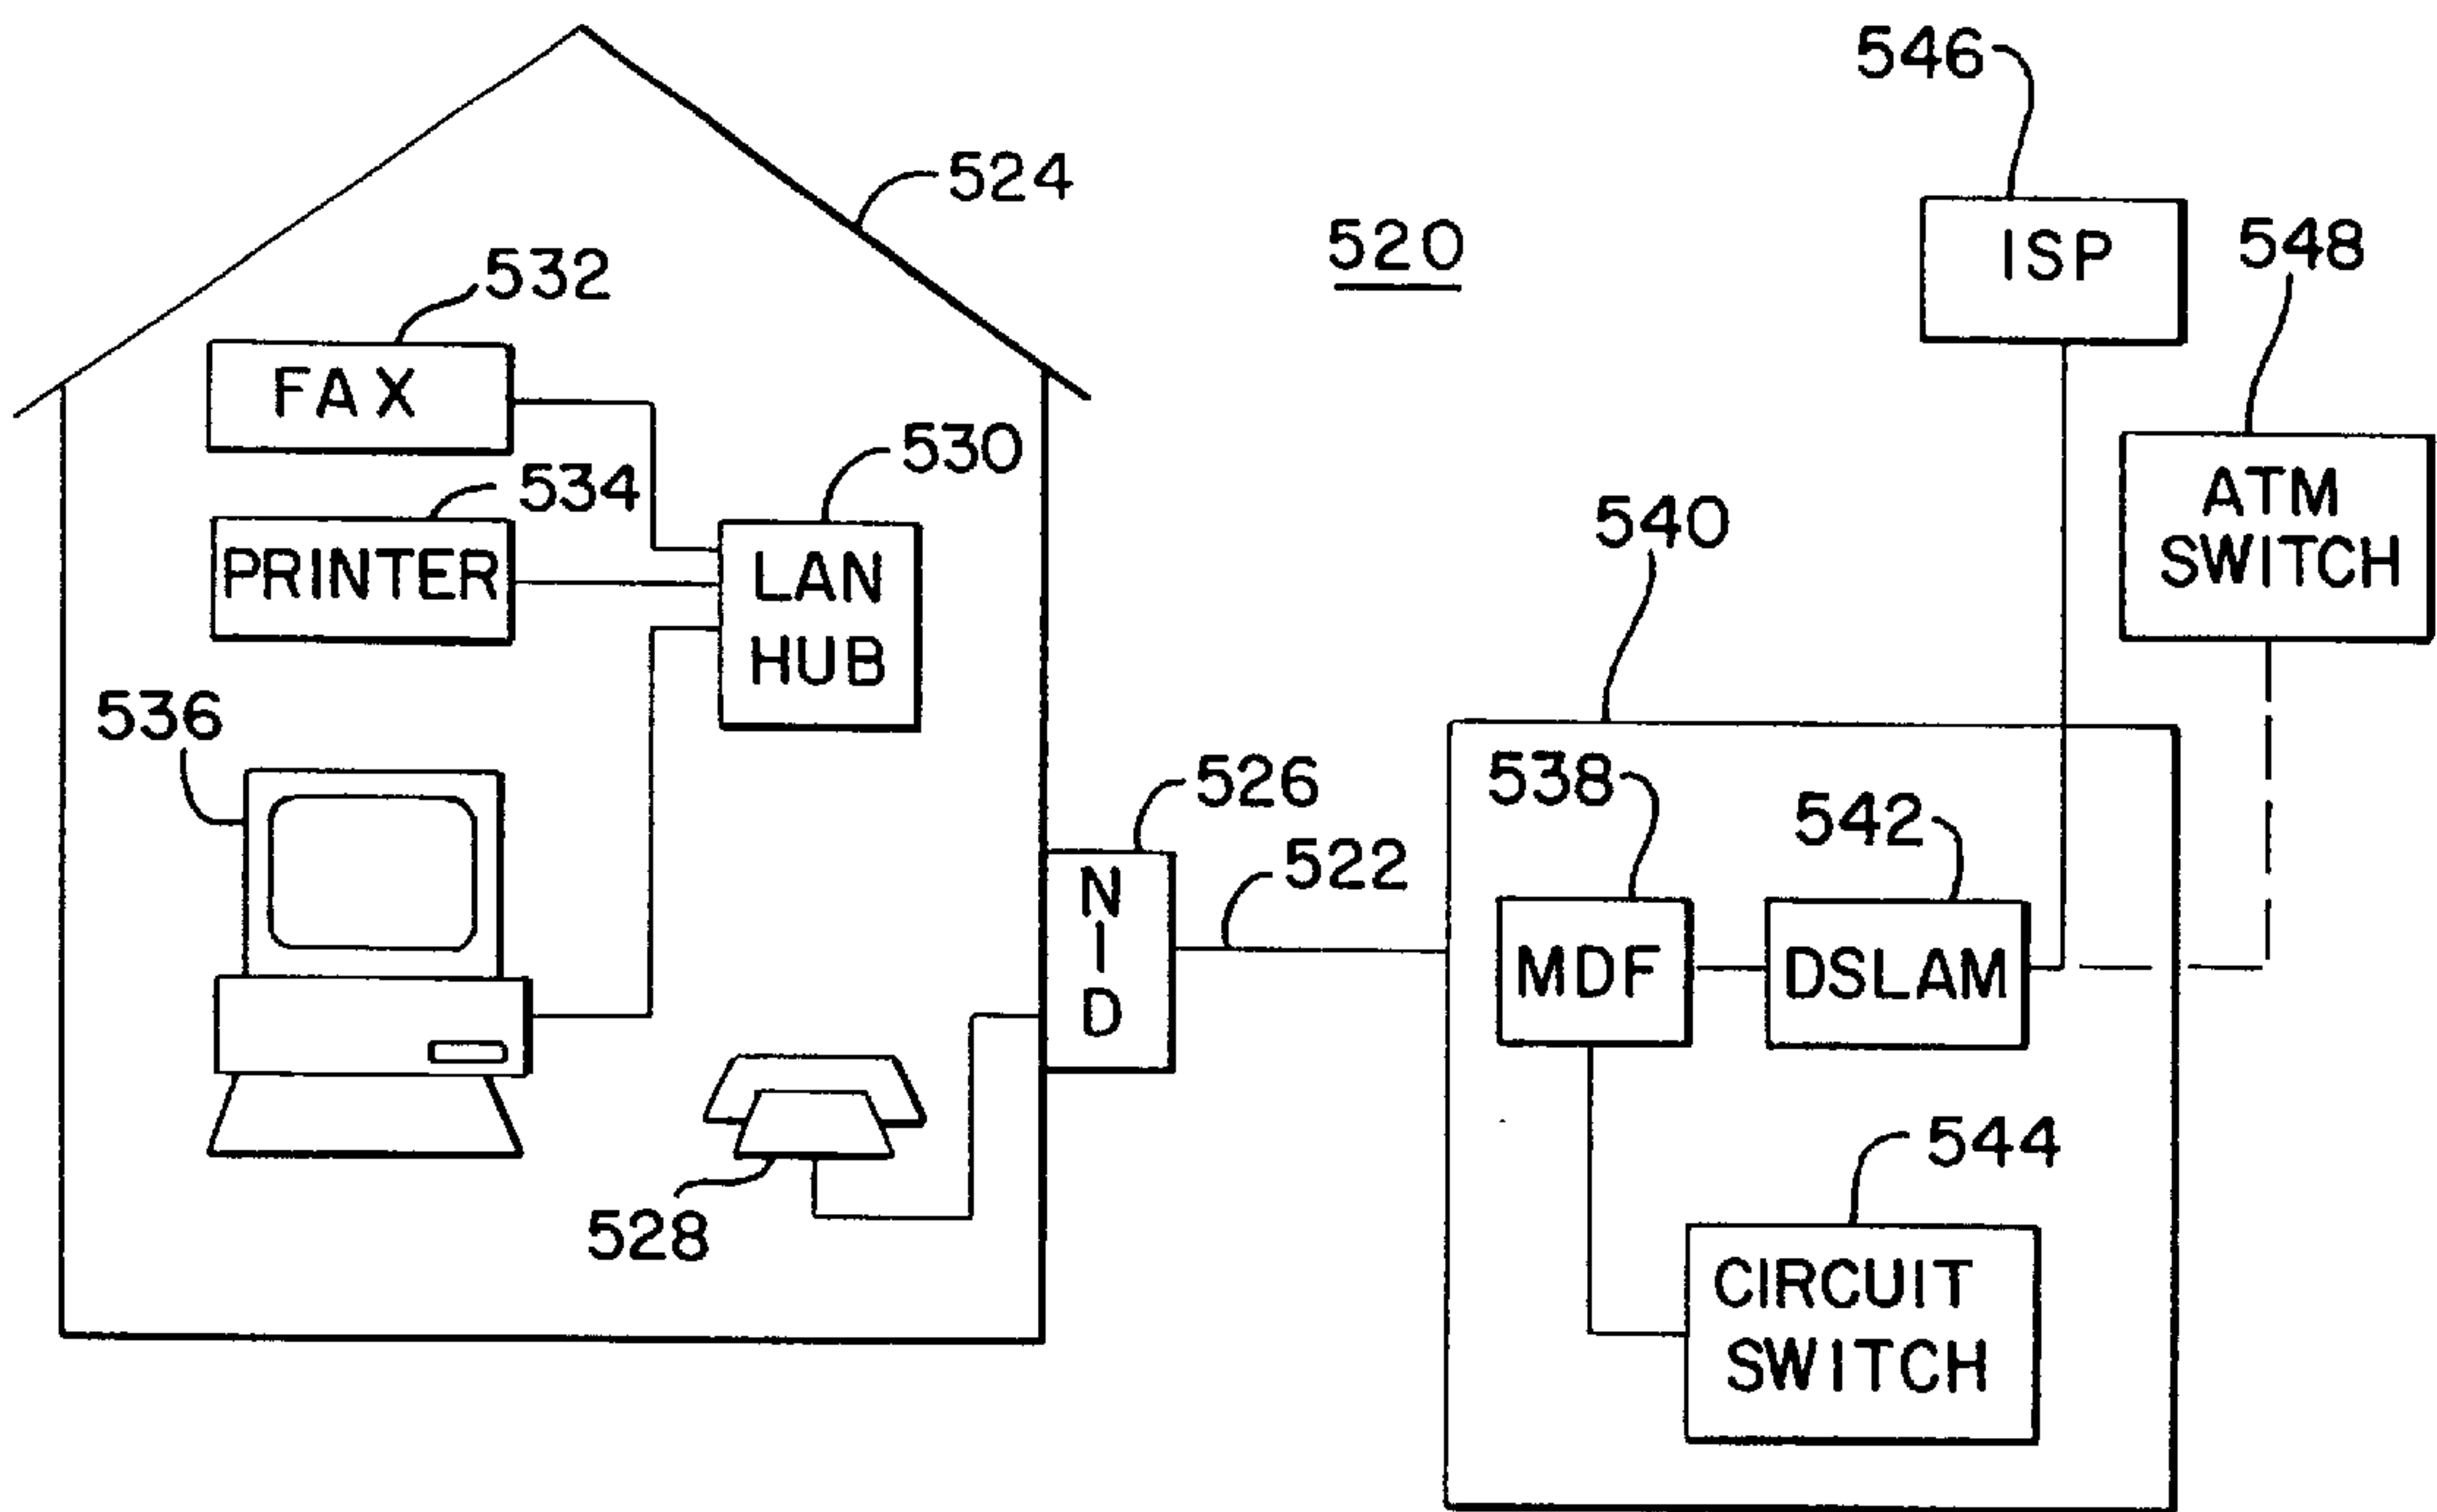 546
524
520
ISP
548
532
FAX
530
534
ATM
SWITCH
540
PRINTER
LAN
HUB
536
526
538
542
522
NID
MDF
DSLAM
544
528
CIRCUIT
SWITCH